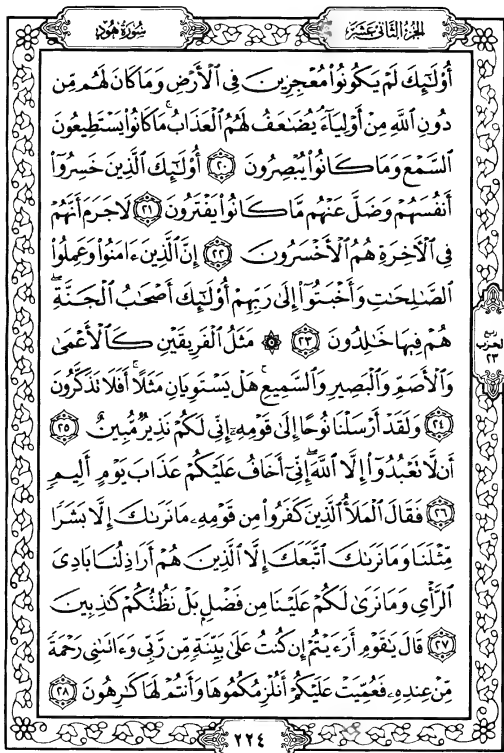 الجزء الثاني عشر
سورة هود
أُوْلَٰٓئِكَ لَمْ يَكُونُوا۟ مُعْجِزِينَ فِى ٱلْأَرْضِ وَمَا كَانَ لَهُم مِّن
دُونِ ٱللَّهِ مِنْ أَوْلِيَآءَ يُضَٰعَفُ لَهُمُ ٱلْعَذَابُ مَا كَانُوا۟ يَسْتَطِيعُونَ
ٱلسَّمْعَ وَمَا كَانُوا۟ يُبْصِرُونَ ٢٠ أُوْلَٰٓئِكَ ٱلَّذِينَ خَسِرُوٓا۟
أَنفُسَهُمْ وَضَلَّ عَنْهُم مَّا كَانُوا۟ يَفْتَرُونَ ٢١ لَا جَرَمَ أَنَّهُمْ
فِى ٱلْأَخِرَةِ هُمُ ٱلْأَخْسَرُونَ ٢٢ إِنَّ ٱلَّذِينَ ءَامَنُوا۟ وَعَمِلُوا۟
ٱلصَّٰلِحَٰتِ وَأَخْبَتُوٓا۟ إِلَىٰ رَبِّهِمْ أُوْلَٰٓئِكَ أَصْحَٰبُ ٱلْجَنَّةِ ۖ
هُمْ فِيهَا خَٰلِدُونَ ٢٣ ۞ مَثَلُ ٱلْفَرِيقَيْنِ كَٱلْأَعْمَىٰ
وَٱلْأَصَمِّ وَٱلْبَصِيرِ وَٱلسَّمِيعِ ۚ هَلْ يَسْتَوِيَانِ مَثَلًا ۚ أَفَلَا تَذَكَّرُونَ
٢٤ وَلَقَدْ أَرْسَلْنَا نُوحًا إِلَىٰ قَوْمِهِۦٓ إِنِّى لَكُمْ نَذِيرٌ مُّبِينٌ ٢٥
أَن لَّا تَعْبُدُوٓا۟ إِلَّا ٱللَّهَ ۖ إِنِّىٓ أَخَافُ عَلَيْكُمْ عَذَابَ يَوْمٍ أَلِيمٍ
٢٦ فَقَالَ ٱلْمَلَأُ ٱلَّذِينَ كَفَرُوا۟ مِن قَوْمِهِۦ مَا نَرَىٰكَ إِلَّا بَشَرًا
مِّثْلَنَا وَمَا نَرَىٰكَ ٱتَّبَعَكَ إِلَّا ٱلَّذِينَ هُمْ أَرَاذِلُنَا بَادِىَ
ٱلرَّأْىِ وَمَا نَرَىٰ لَكُمْ عَلَيْنَا مِن فَضْلٍۭ بَلْ نَظُنُّكُمْ كَٰذِبِينَ
٢٧ قَالَ يَٰقَوْمِ أَرَءَيْتُمْ إِن كُنتُ عَلَىٰ بَيِّنَةٍ مِّن رَّبِّى وَءَاتَىٰنِى رَحْمَةً
مِّنْ عِندِهِۦ فَعُمِّيَتْ عَلَيْكُمْ أَنُلْزِمُكُمُوهَا وَأَنتُمْ لَهَا كَٰرِهُونَ ٢٨
ربع
الحزب
٢٣
٢٢٤